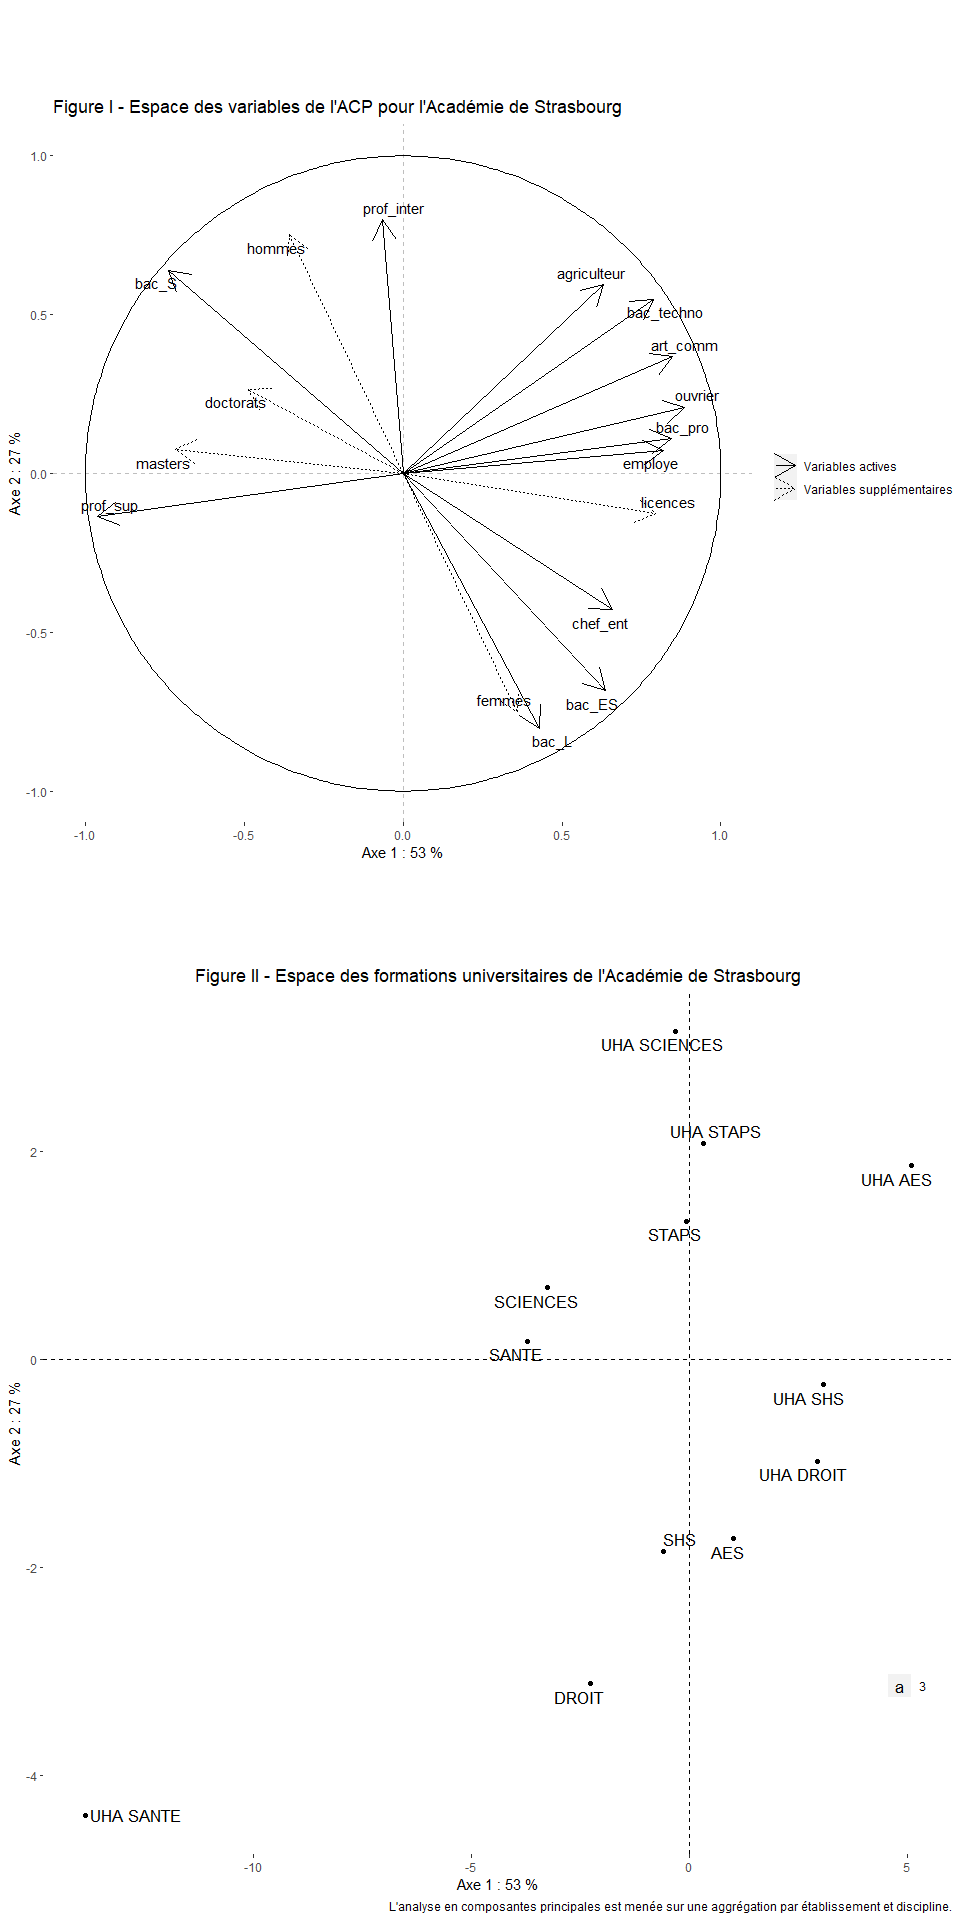 Figure I - Espace des variables de l'ACP pour l'Académie de Strasbourg
1.0
prof_inter
hommes
bac_S
agriculteur
bac_techno
0.5
art_comm
ouvrier
doctorats
bac_pro
masters
employe
Axe 2 : 27 %
0.0
Variables actives
Variables supplémentaires
prof_sup
licences
chef_ent
-0.5
femmes
bac_ES
bac_L
-1.0
-1.0 -0.5 0.0 0.5 1.0
Axe 1 : 53 %
Figure II - Espace des formations universitaires de l'Académie de Strasbourg
UHA SCIENCES
UHA STAPS
2
UHA AES
STAPS
SCIENCES
SANTE
0
UHA SHS
Axe 2 : 27 %
UHA DROIT
SHS
AES
-2
a 3
DROIT
-4
UHA SANTE
-10 -5 0 5
Axe 1 : 53 %
L'analyse en composantes principales est menée sur une aggrégation par établissement et discipline.